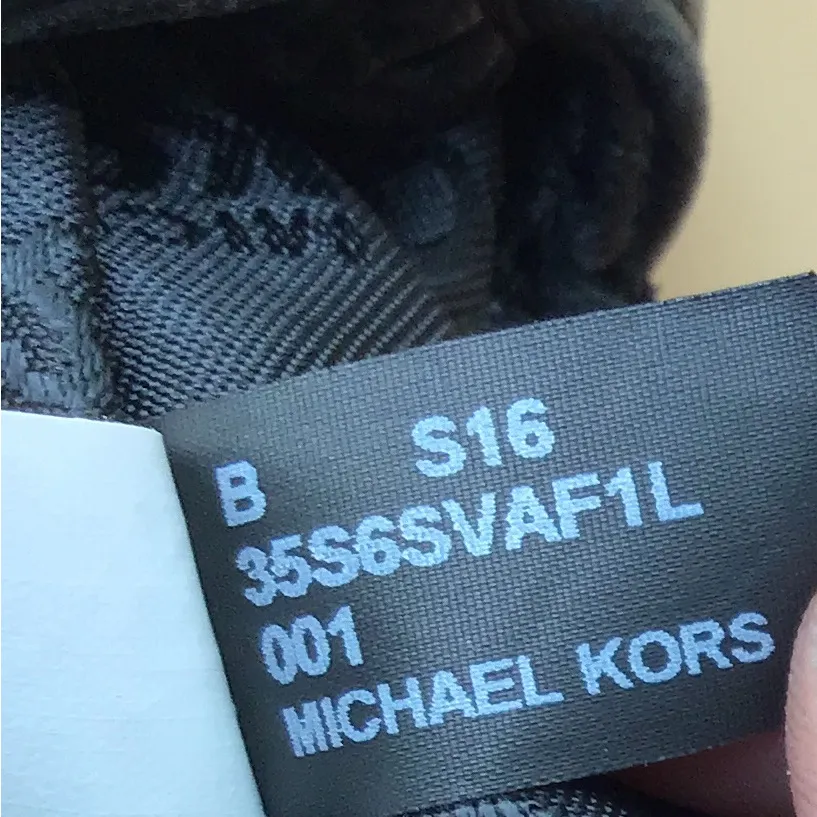 B S16
35S6SVAF1L
001
MICHAEL KORS